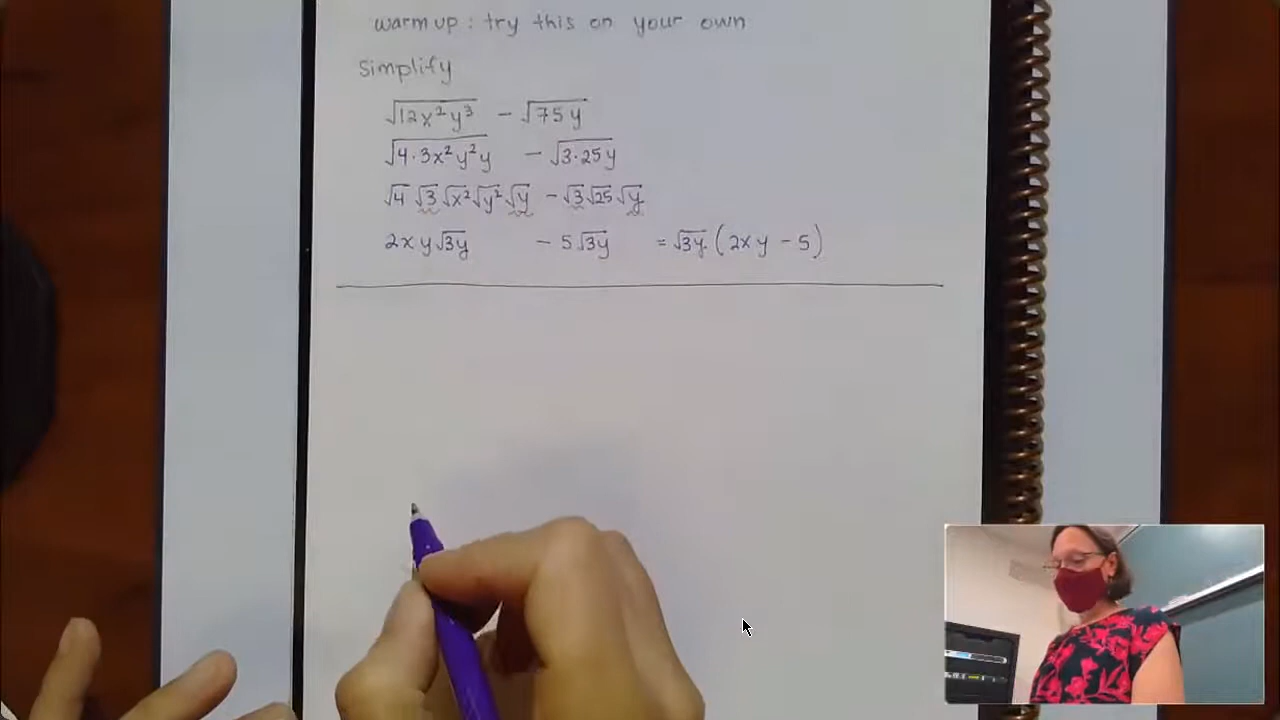 warm up : try this on your own
Simplify
√12x²y³ - √75y
√4·3x²y²y - √3·25y
√4 √3 √x² √y² √y - √3 √25 √y
2xy√3y - 5√3y = √3y (2xy - 5)